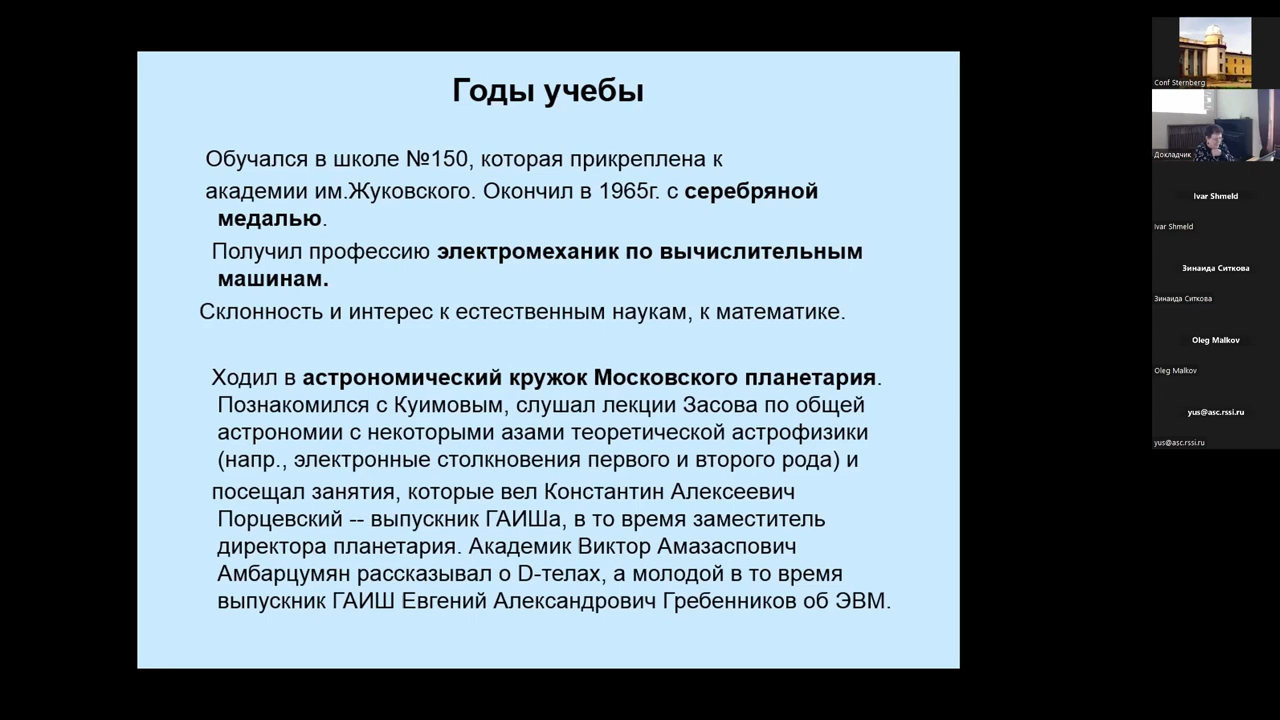 Годы учебы
Обучался в школе №150, которая прикреплена к
академии им.Жуковского. Окончил в 1965г. с серебряной
медалью.
Получил профессию электромеханик по вычислительным
машинам.
Склонность и интерес к естественным наукам, к математике.
Ходил в астрономический кружок Московского планетария.
Познакомился с Куимовым, слушал лекции Засова по общей
астрономии с некоторыми азами теоретической астрофизики
(напр., электронные столкновения первого и второго рода) и
посещал занятия, которые вел Константин Алексеевич
Порцевский -- выпускник ГАИШа, в то время заместитель
директора планетария. Академик Виктор Амазаспович
Амбарцумян рассказывал о D-телах, а молодой в то время
выпускник ГАИШ Евгений Александрович Гребенников об ЭВМ.
Conf Sternberg
Докладчик
Ivar Shmeld
Ivar Shmeld
Зинаида Ситкова
Зинаида Ситкова
Oleg Malkov
Oleg Malkov
yus@asc.rssi.ru
yus@asc.rssi.ru